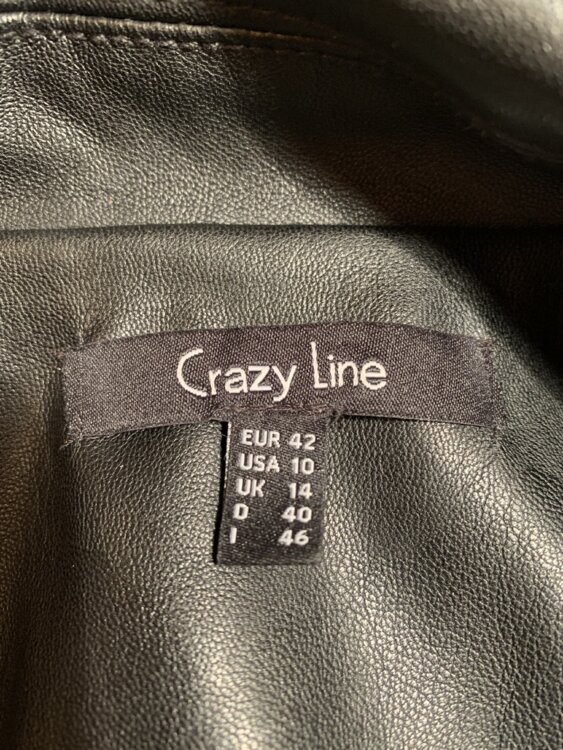 Crazy Line
EUR 42
USA 10
UK 14
D 40
I 46